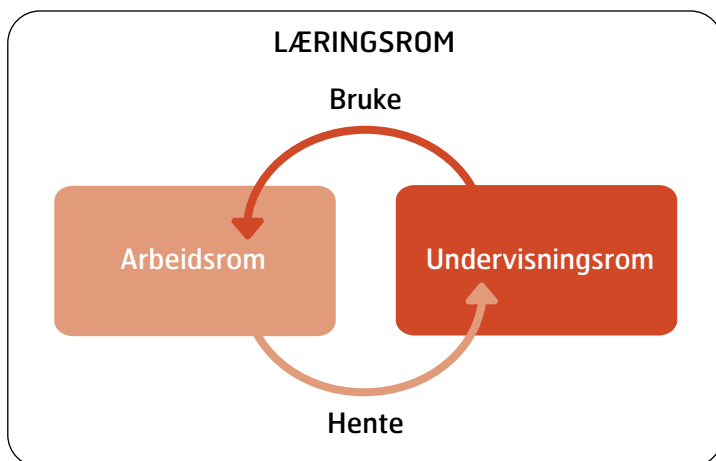 LÆRINGSROM
Bruke
Arbeidsrom
Undervisningsrom
Hente